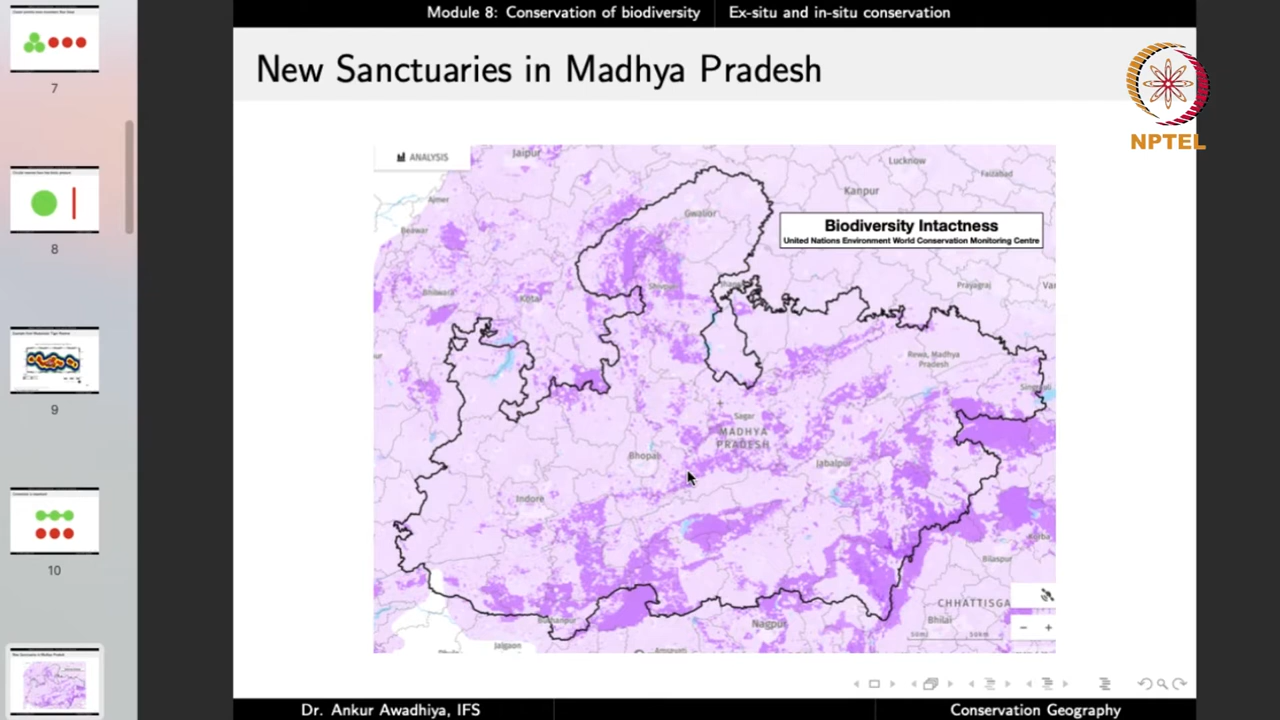 Module 8: Conservation of biodiversity
Ex-situ and in-situ conservation
New Sanctuaries in Madhya Pradesh
NPTEL
7
8
9
10
ANALYSIS
Jaipur
Lucknow
Faizabad
Ajmer
Kanpur
Beawar
Gwalior
Biodiversity Intactness
United Nations Environment World Conservation Monitoring Centre
Bhilwara
Kota
Shivpuri
Prayagraj
Rewa, Madhya
Pradesh
Sagar
MADHYA
PRADESH
Bhopal
Jabalpur
Indore
Bilaspur
CHHATTISGA
Bhilai
Burhanpur
Nagpur
Jalgaon
Dr. Ankur Awadhiya, IFS
Conservation Geography